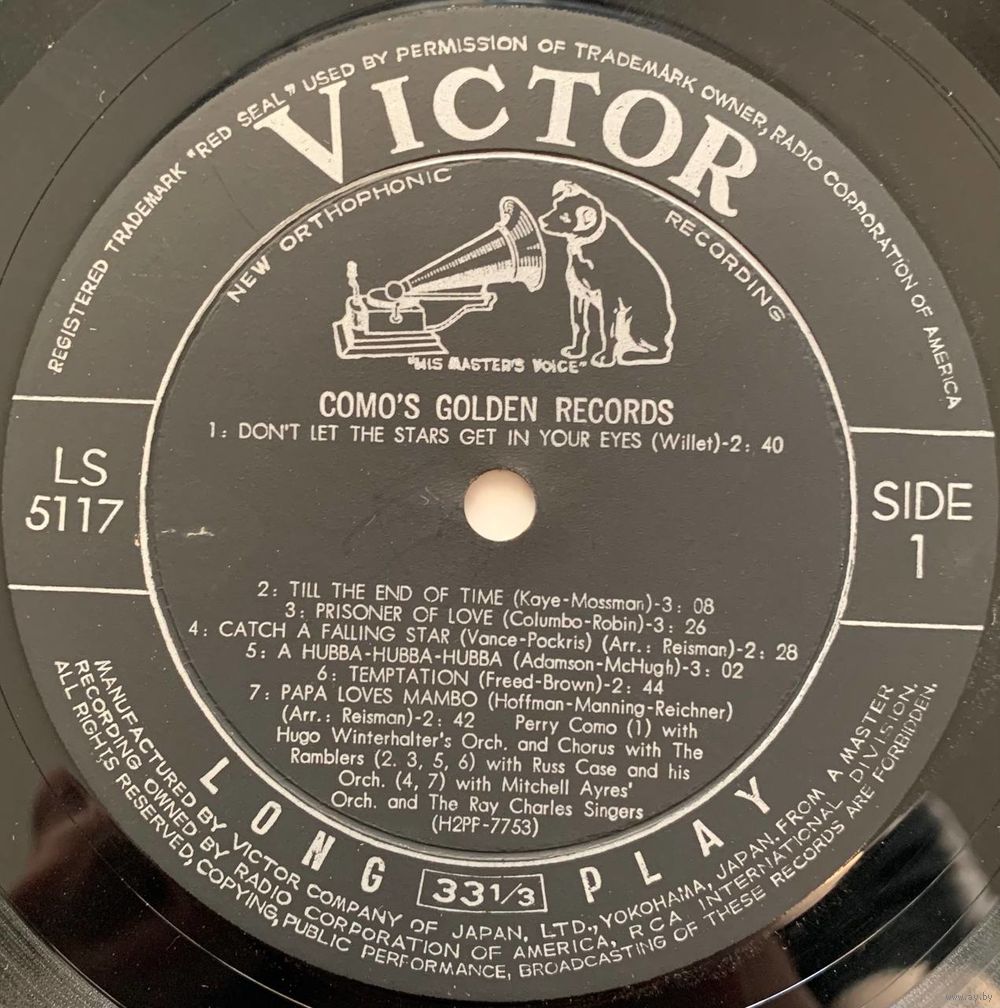 REGISTERED TRADEMARK "RED SEAL" USED BY PERMISSION OF TRADEMARK OWNER, RADIO CORPORATION OF AMERICA
VICTOR
NEW ORTHOPHONIC RECORDING
"HIS MASTER'S VOICE"
COMO'S GOLDEN RECORDS
1: DON'T LET THE STARS GET IN YOUR EYES (Willet)-2: 40
LS
5117
SIDE
1
2: TILL THE END OF TIME (Kaye-Mossman)-3: 08
3: PRISONER OF LOVE (Columbo-Robin)-3: 26
4: CATCH A FALLING STAR (Vance-Pockris) (Arr.: Reisman)-2: 28
5: A HUBBA-HUBBA-HUBBA (Adamson-McHugh)-3: 02
6: TEMPTATION (Freed-Brown)-2: 44
7: PAPA LOVES MAMBO (Hoffman-Manning-Reichner)
(Arr.: Reisman)-2: 42 Perry Como (1) with
Hugo Winterhalter's Orch. and Chorus with The
Ramblers (2. 3, 5, 6) with Russ Case and his
Orch. (4, 7) with Mitchell Ayres'
Orch. and The Ray Charles Singers
(H2PP-7753)
LONG 33 1/3 PLAY
MANUFACTURED BY VICTOR COMPANY OF JAPAN, LTD., YOKOHAMA, JAPAN. FROM A MASTER
RECORDING OWNED BY RADIO CORPORATION OF AMERICA, RCA INTERNATIONAL DIVISION.
ALL RIGHTS RESERVED, COPYING, PUBLIC PERFORMANCE, BROADCASTING OF THESE RECORDS ARE FORBIDDEN.
www.ay.by